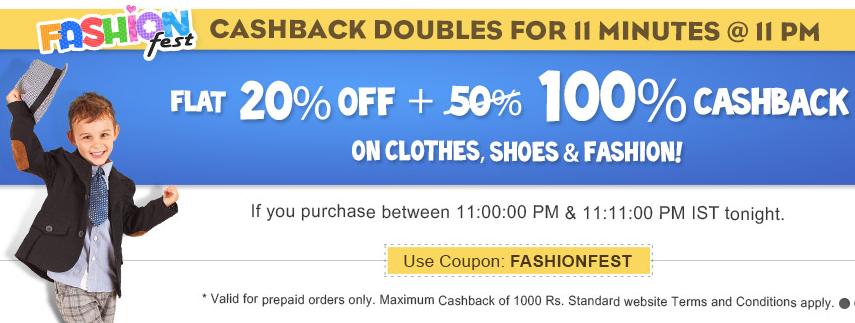 FASHION fest CASHBACK DOUBLES FOR 11 MINUTES @ 11 PM
FLAT 20% OFF + 50% 100% CASHBACK
ON CLOTHES, SHOES & FASHION!
If you purchase between 11:00:00 PM & 11:11:00 PM IST tonight.
Use Coupon: FASHIONFEST
* Valid for prepaid orders only. Maximum Cashback of 1000 Rs. Standard website Terms and Conditions apply.